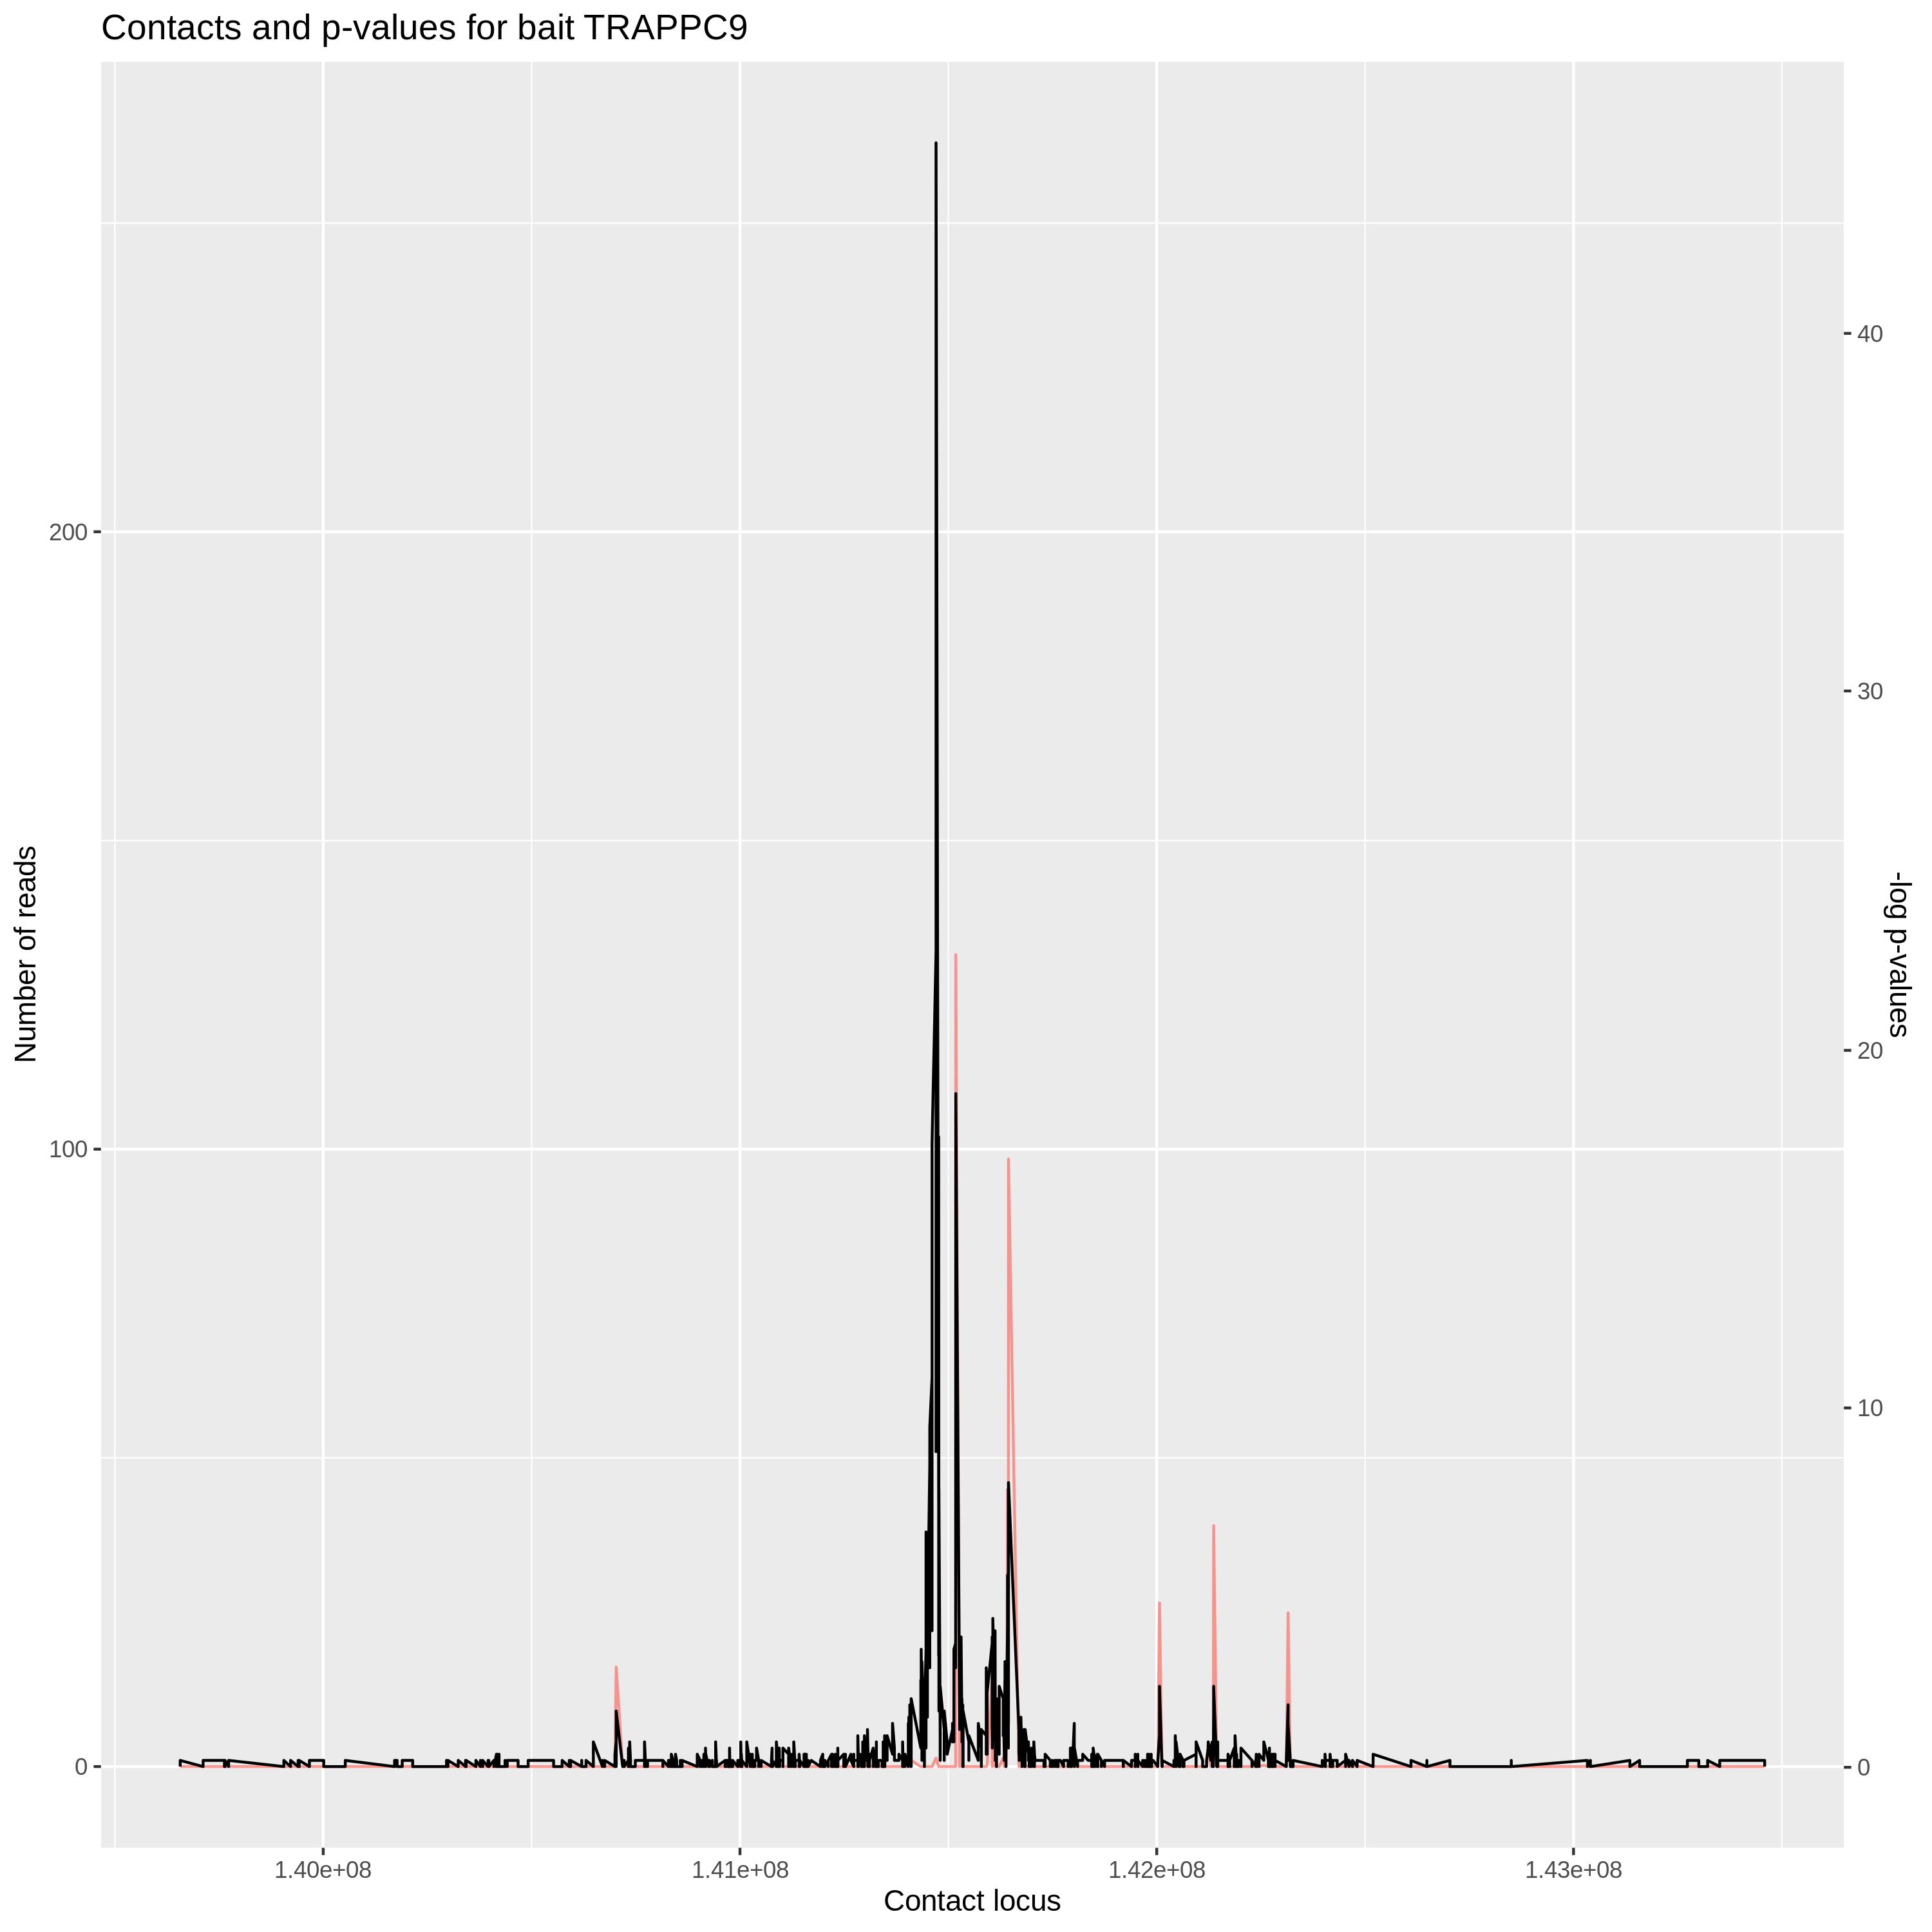 Contacts and p-values for bait TRAPPC9
Number of reads
200
100
0
40
30
20
10
0
-log p-values
1.40e+08
1.41e+08
1.42e+08
1.43e+08
Contact locus